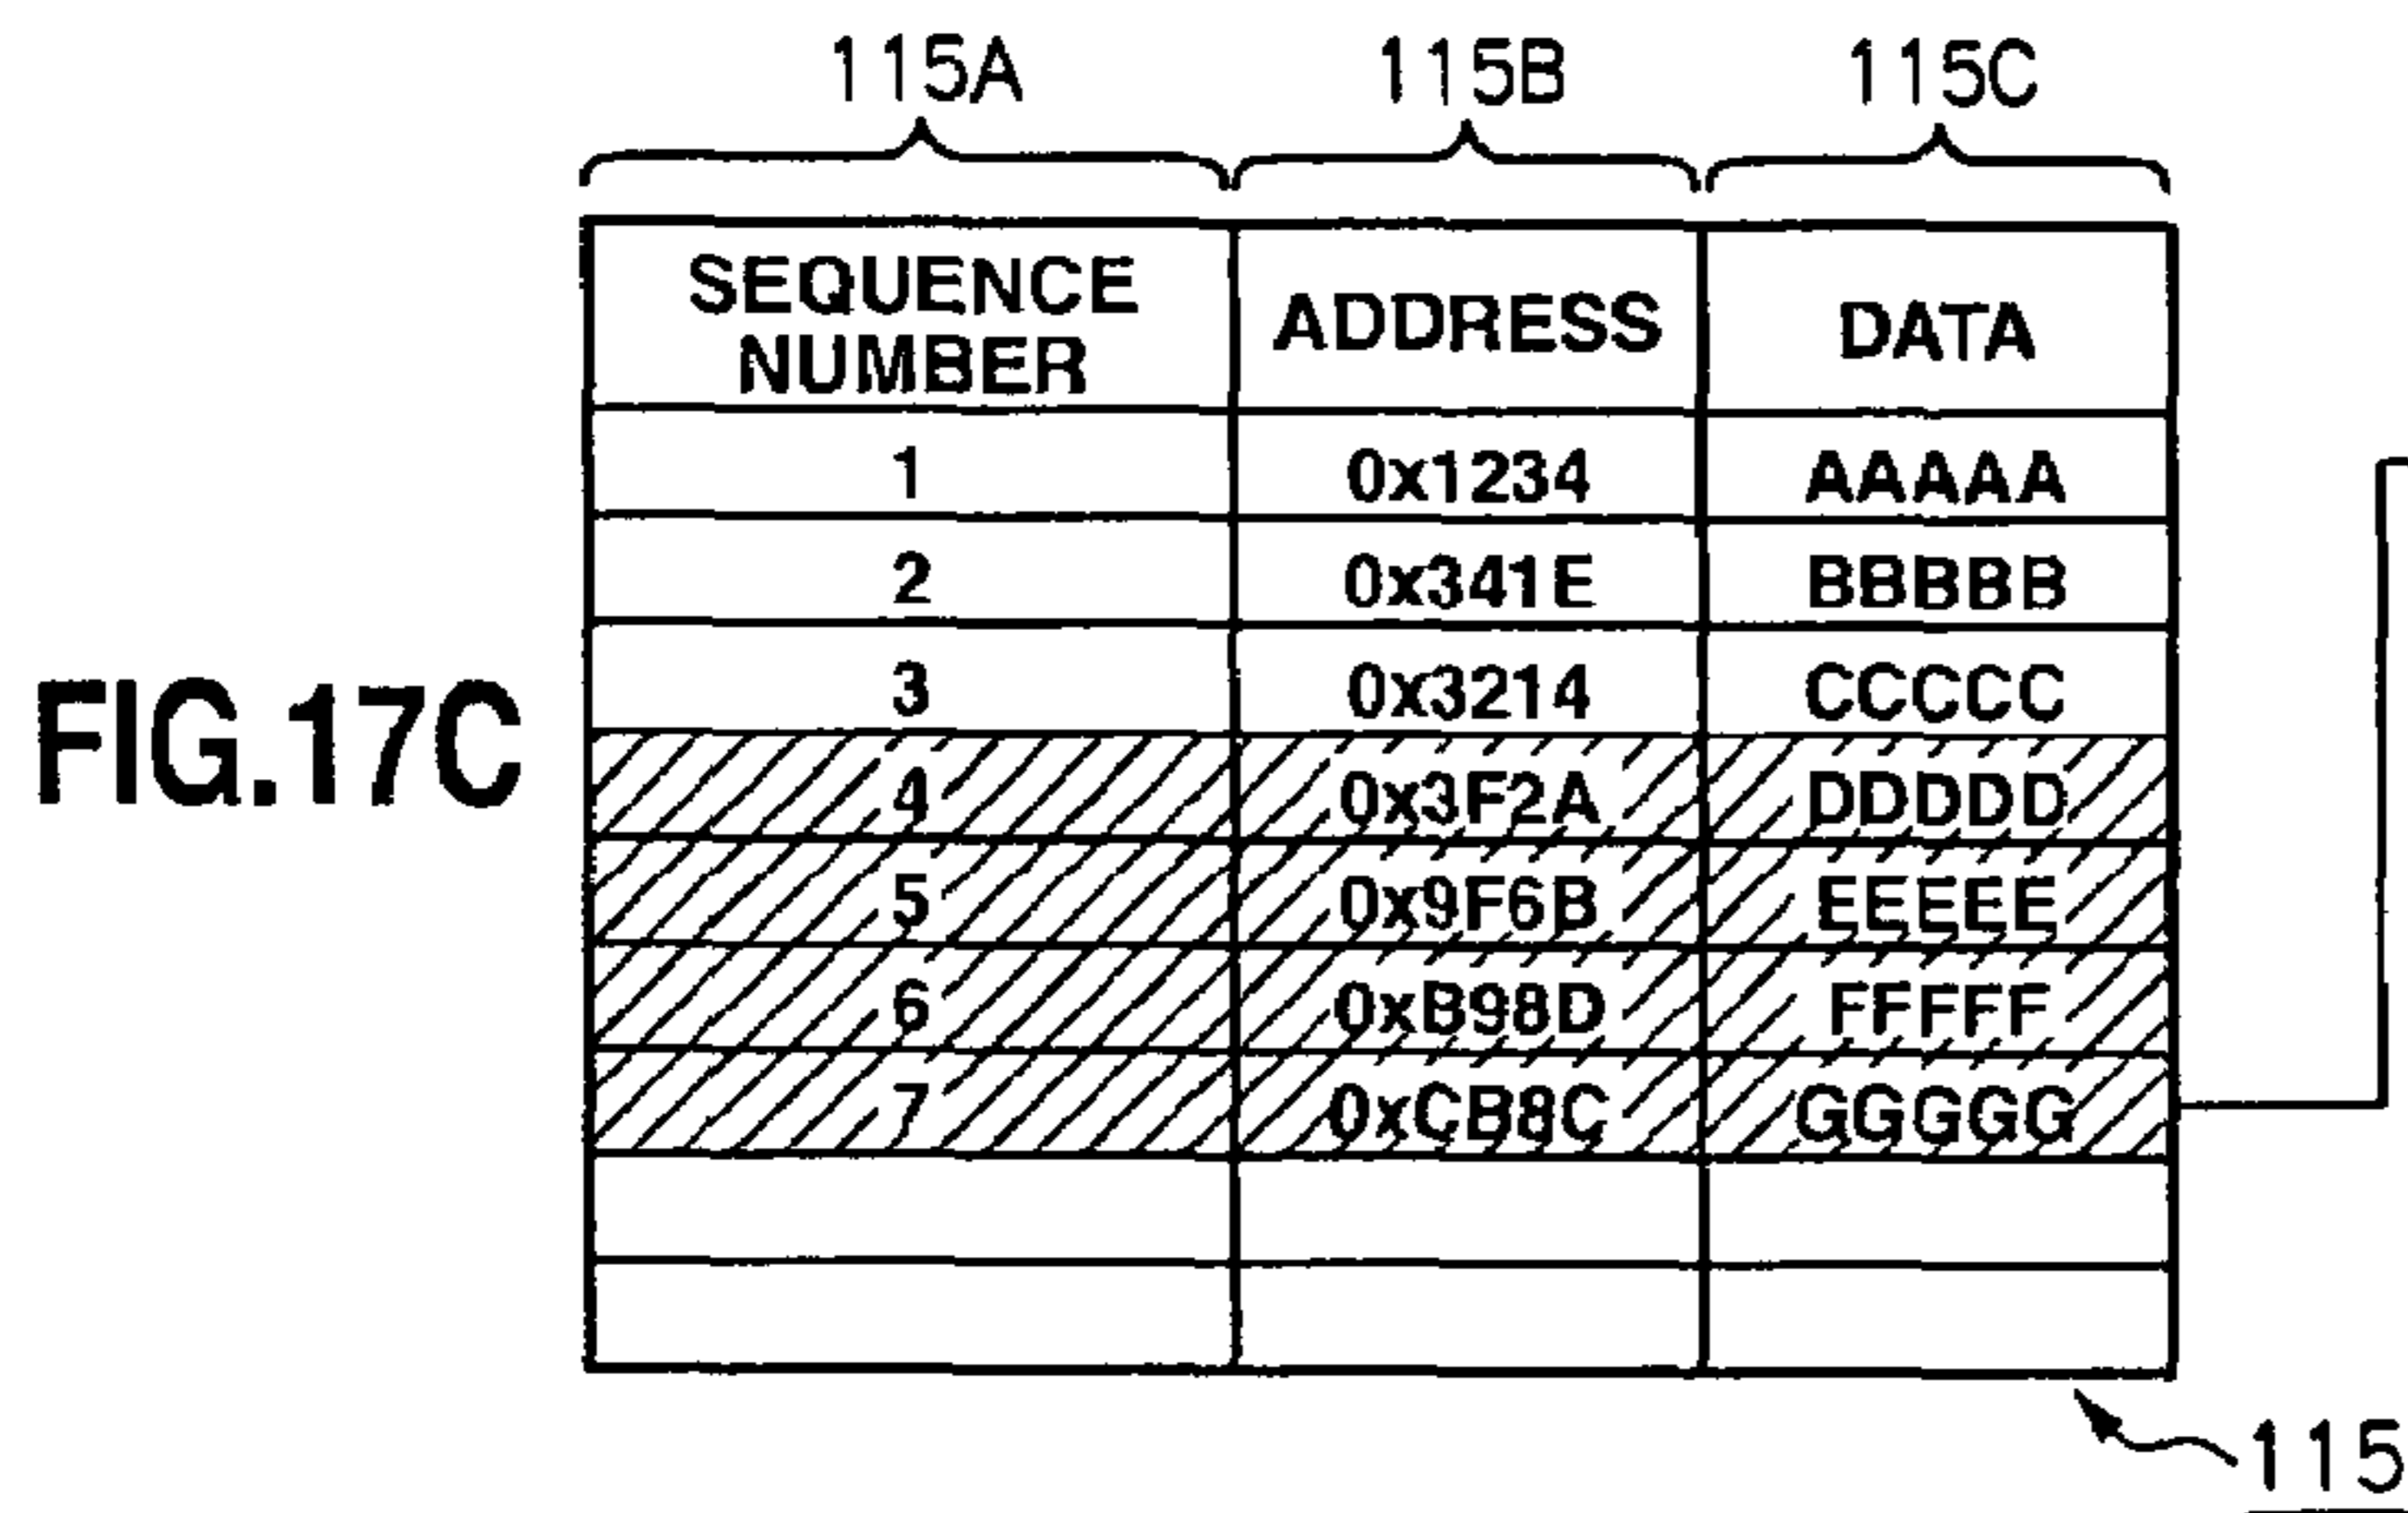 115A 115B 115C
SEQUENCE NUMBER ADDRESS DATA
1 0x1234 AAAAA
2 0x341E BBBBB
3 0x3214 CCCCC
FIG.17C
4 0x3F2A DDDDD
5 0x9F6B EEEEE
6 0xB98D FFFFF
7 0xCB8C GGGGG
115